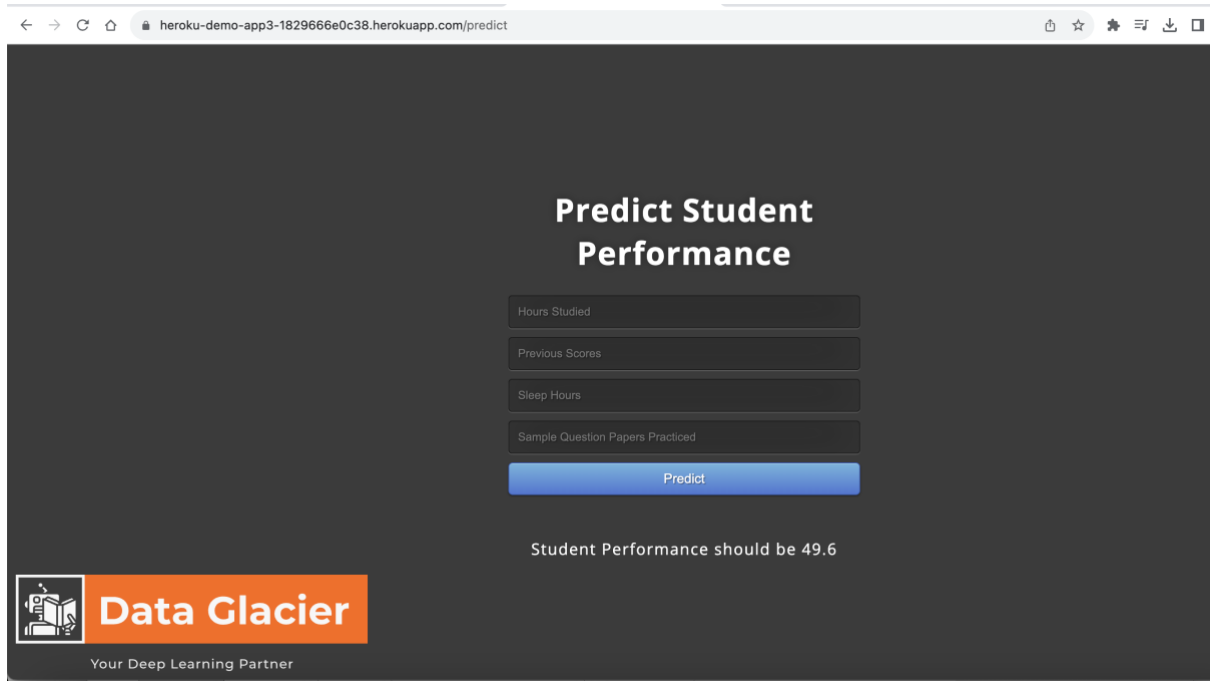 heroku-demo-app3-1829666e0c38.herokuapp.com/predict
Predict Student
Performance
Hours Studied
Previous Scores
Sleep Hours
Sample Question Papers Practiced
Predict
Student Performance should be 49.6
Data Glacier
Your Deep Learning Partner